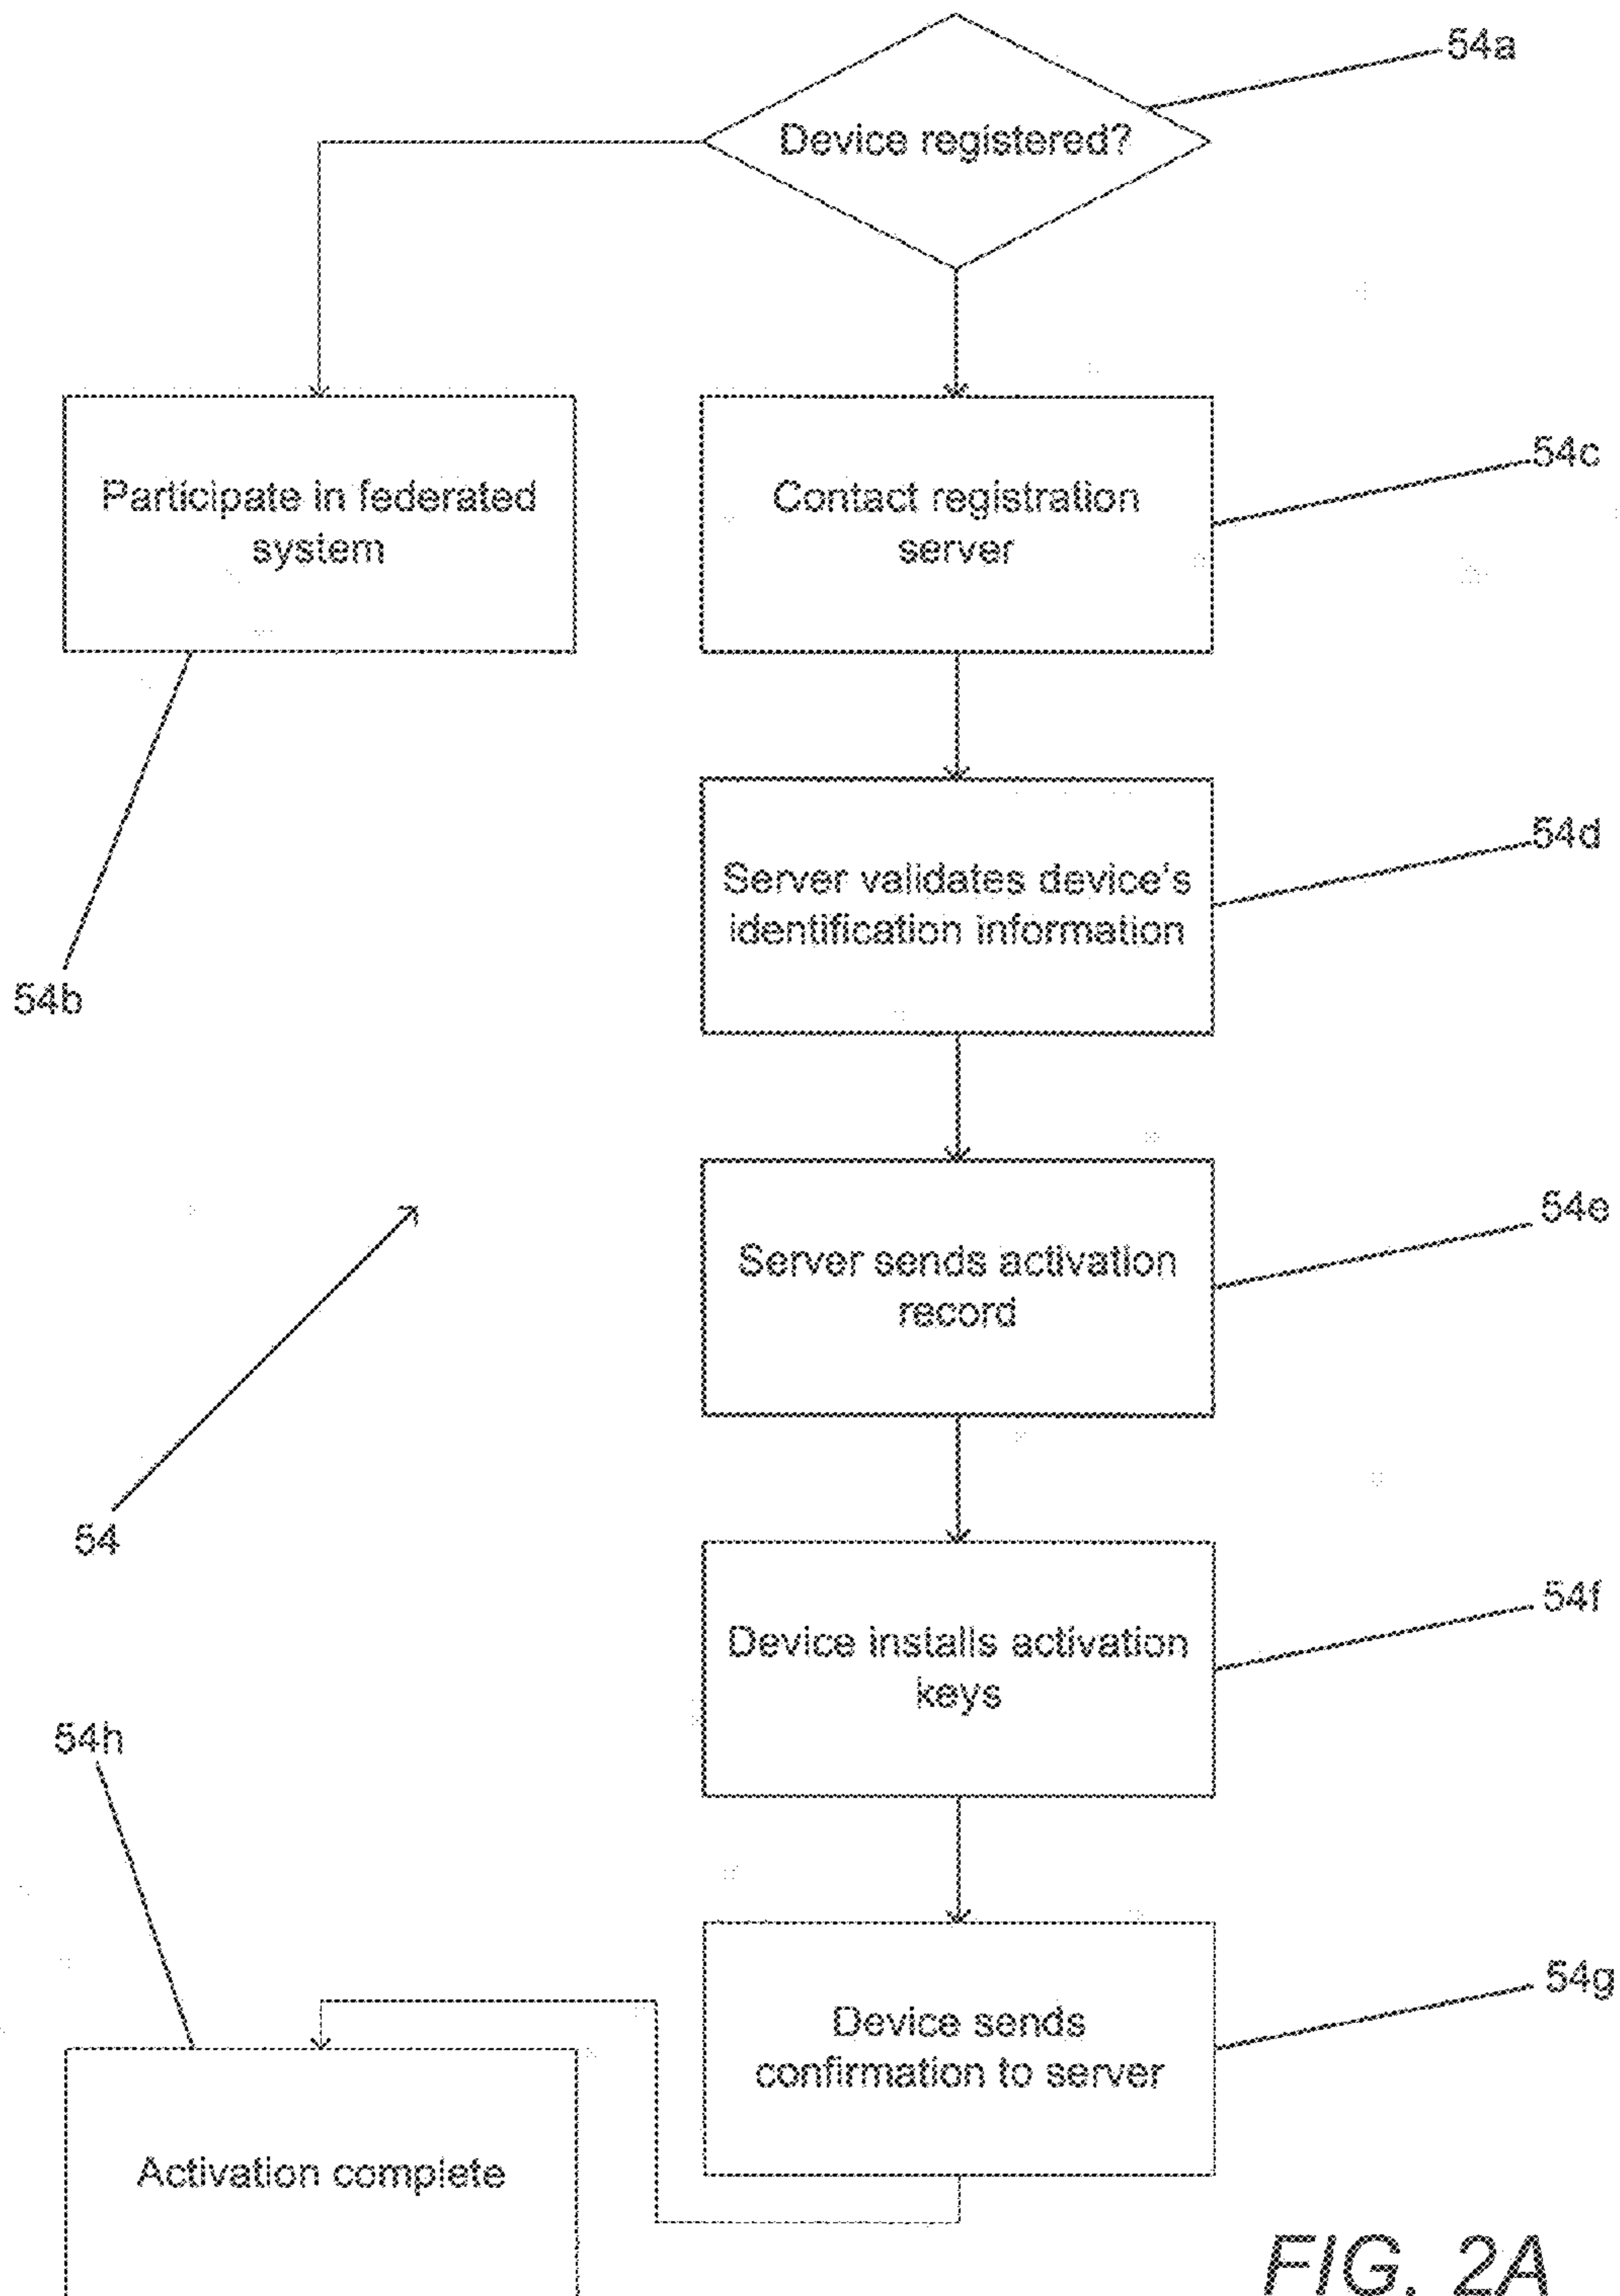 54a
Device registered?
Participate in federated
system
Contact registration
server
54c
Server validates device's
identification information
54d
54b
Server sends activation
record
54e
54
Device installs activation
keys
54f
54h
Device sends
confirmation to server
54g
Activation complete
FIG. 2A